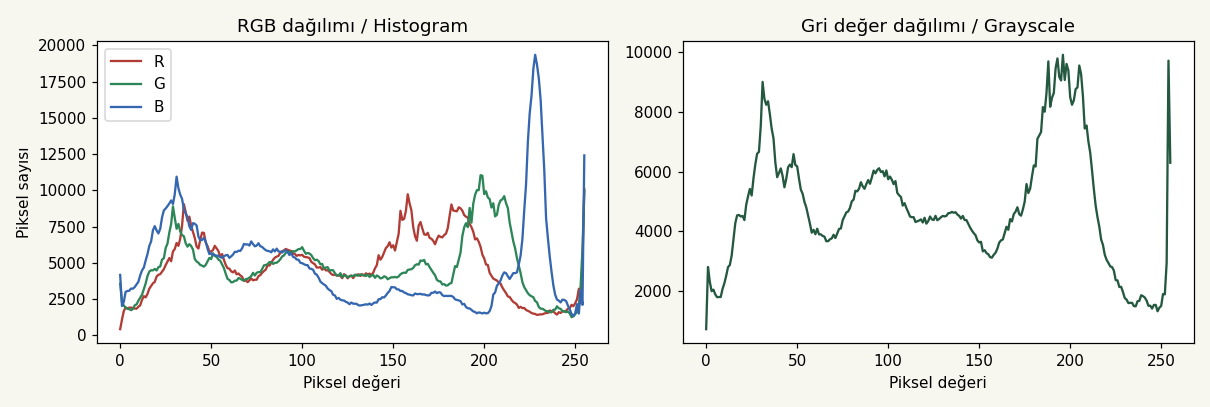 RGB dağılımı / Histogram
Piksel sayısı
20000
17500
15000
12500
10000
7500
5000
2500
0
R
G
B
0 50 100 150 200 250
Piksel değeri
Gri değer dağılımı / Grayscale
10000
8000
6000
4000
2000
0 50 100 150 200 250
Piksel değeri